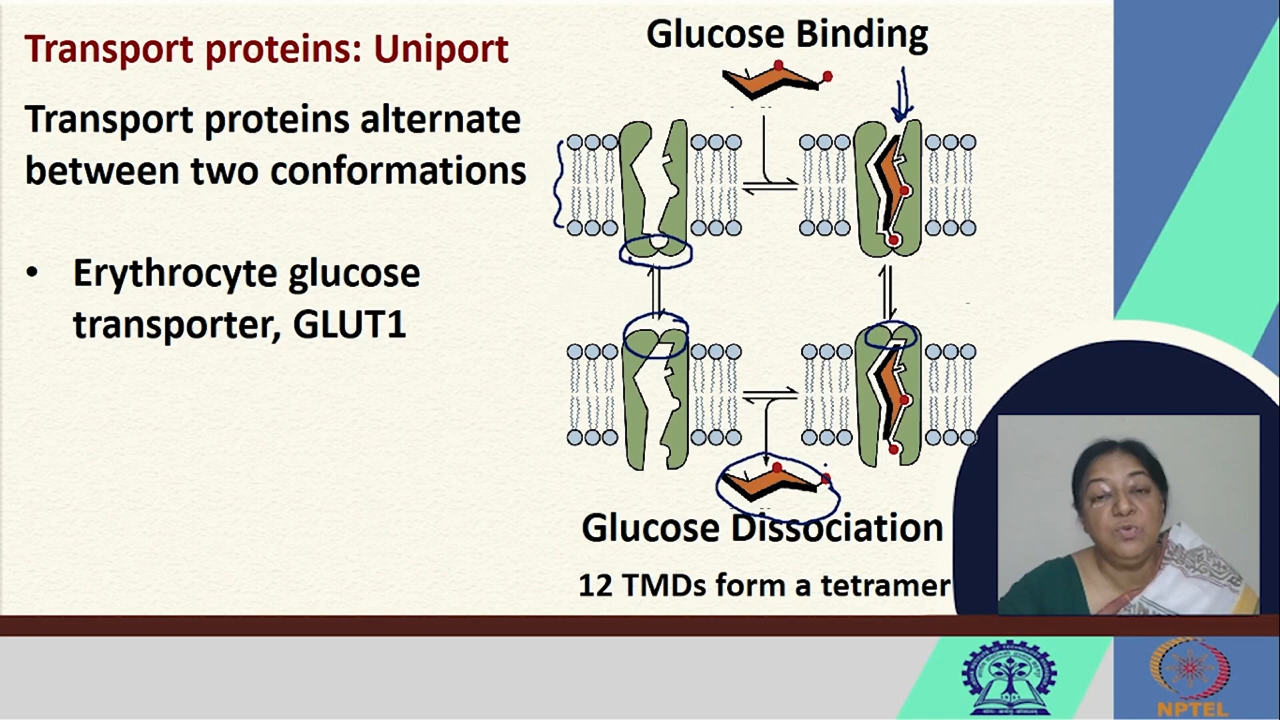 Transport proteins: Uniport
Transport proteins alternate
between two conformations
• Erythrocyte glucose
transporter, GLUT1
Glucose Binding
Glucose Dissociation
12 TMDs form a tetramer
NPTEL